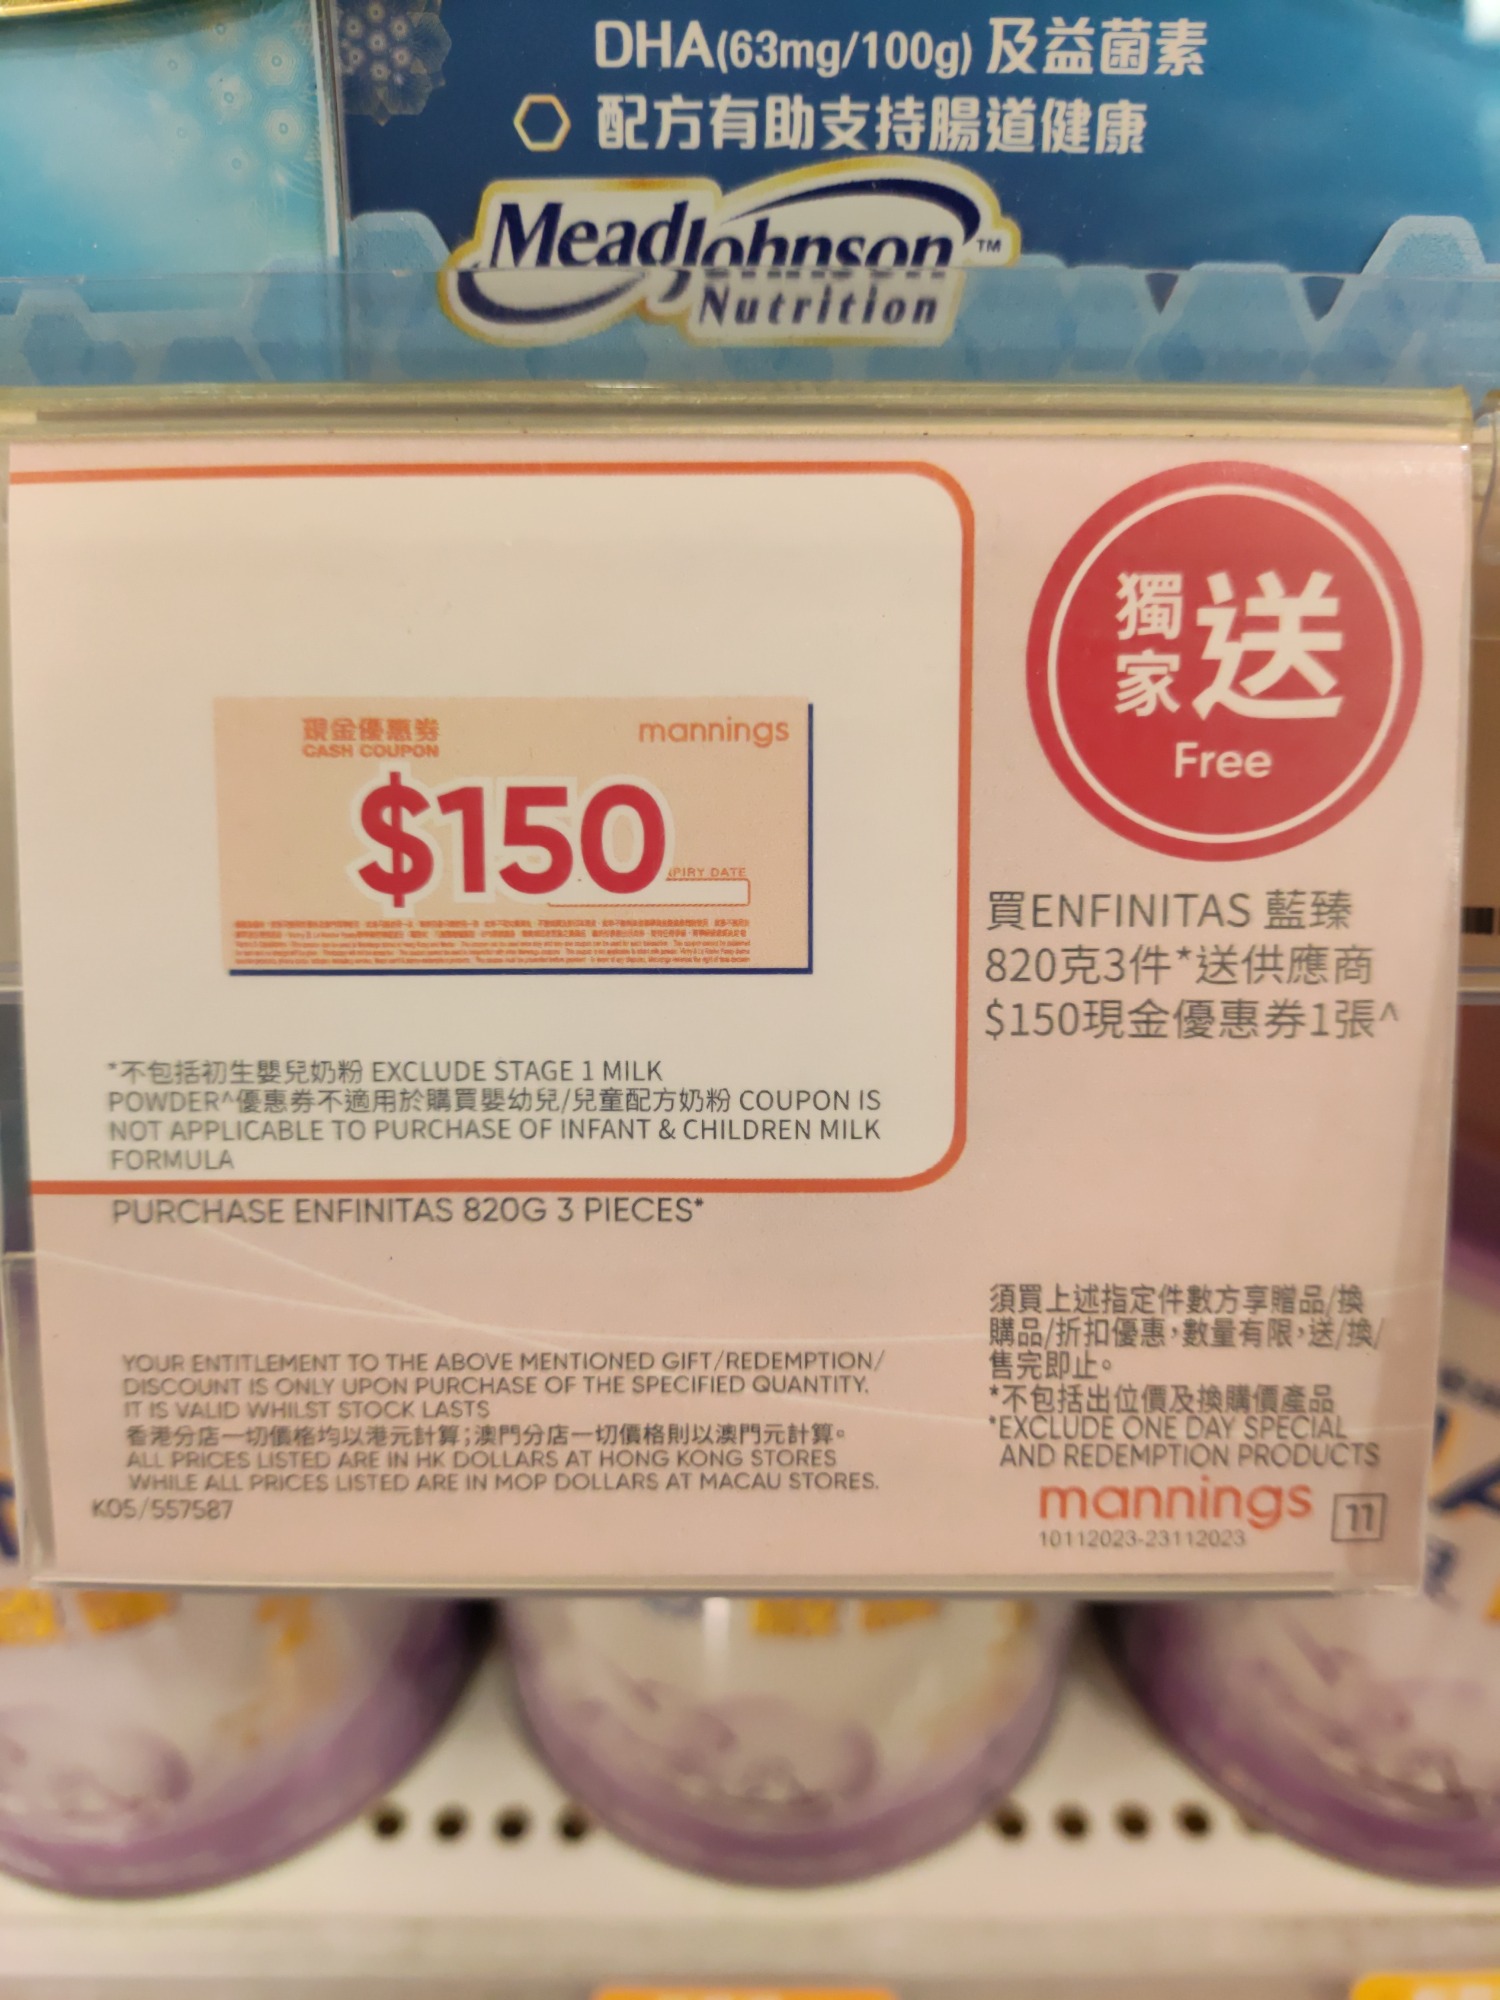 DHA(63mg/100g) 及益菌素
配方有助支持腸道健康
MeadJohnson™
Nutrition
獨家 送
Free
現金優惠券
CASH COUPON
mannings
$150
PIRY DATE
買ENFINITAS 藍臻
820克3件*送供應商
$150現金優惠券1張^
*不包括初生嬰兒奶粉 EXCLUDE STAGE 1 MILK
POWDER^優惠券不適用於購買嬰幼兒/兒童配方奶粉 COUPON IS
NOT APPLICABLE TO PURCHASE OF INFANT & CHILDREN MILK
FORMULA
PURCHASE ENFINITAS 820G 3 PIECES*
YOUR ENTITLEMENT TO THE ABOVE MENTIONED GIFT/REDEMPTION/
DISCOUNT IS ONLY UPON PURCHASE OF THE SPECIFIED QUANTITY.
IT IS VALID WHILST STOCK LASTS
香港分店一切價格均以港元計算;澳門分店一切價格則以澳門元計算。
ALL PRICES LISTED ARE IN HK DOLLARS AT HONG KONG STORES
WHILE ALL PRICES LISTED ARE IN MOP DOLLARS AT MACAU STORES.
K05/557587
須買上述指定件數方享贈品/換
購品/折扣優惠,數量有限,送/換/
售完即止。
*不包括出位價及換購價產品
*EXCLUDE ONE DAY SPECIAL
AND REDEMPTION PRODUCTS
mannings 11
10112023-23112023